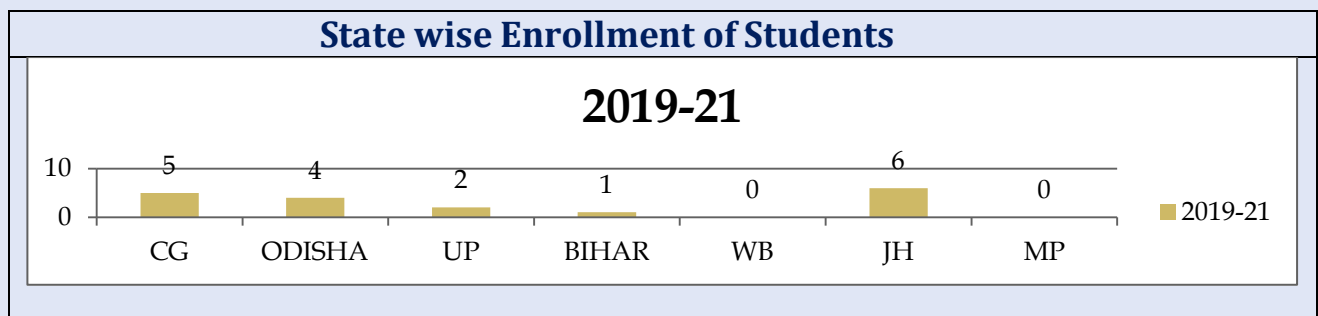 State wise Enrollment of Students
2019-21
10
0
5
4
2
1
0
6
0
CG
ODISHA
UP
BIHAR
WB
JH
MP
2019-21